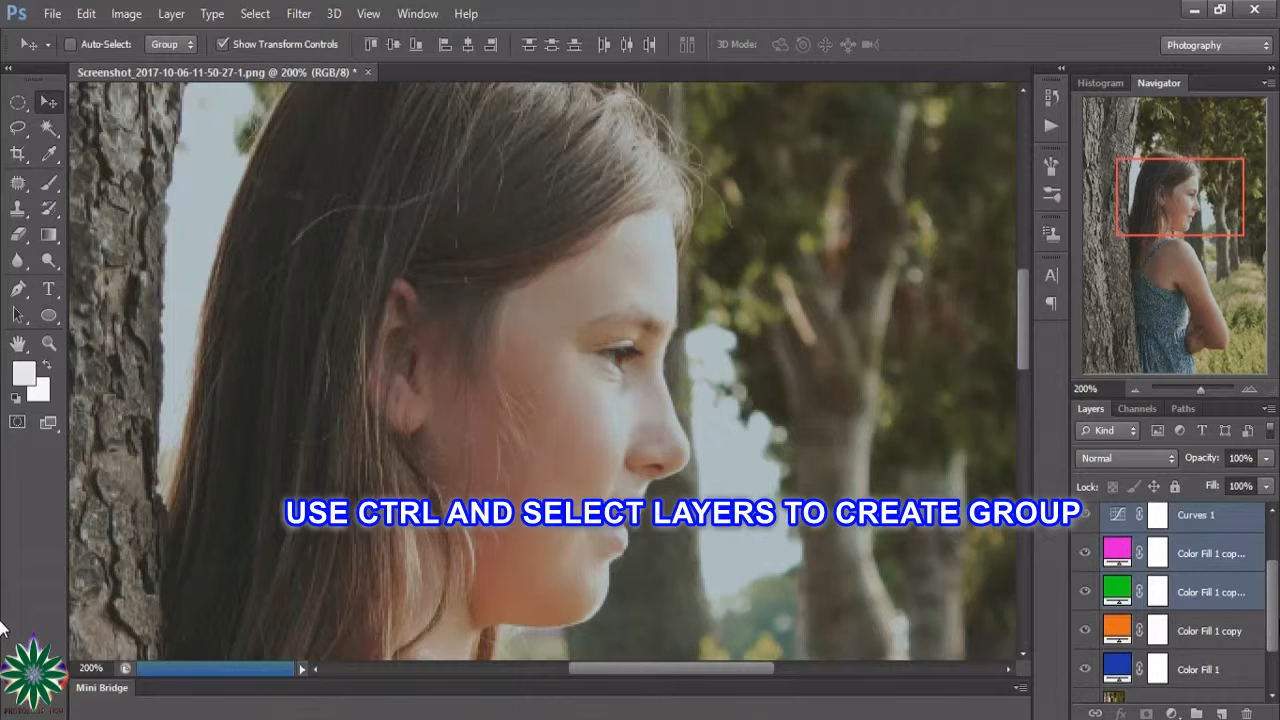 Ps File Edit Image Layer Type Select Filter 3D View Window Help
Auto-Select: Group Show Transform Controls 3D Mode: Photography
Screenshot_2017-10-06-11-50-27-1.png @ 200% (RGB/8) * ×
Histogram Navigator
200%
Layers Channels Paths
Kind
Normal Opacity: 100%
Lock: Fill: 100%
USE CTRL AND SELECT LAYERS TO CREATE GROUP
Curves 1
Color Fill 1 cop...
Color Fill 1 cop...
Color Fill 1 copy
Color Fill 1
200%
Mini Bridge